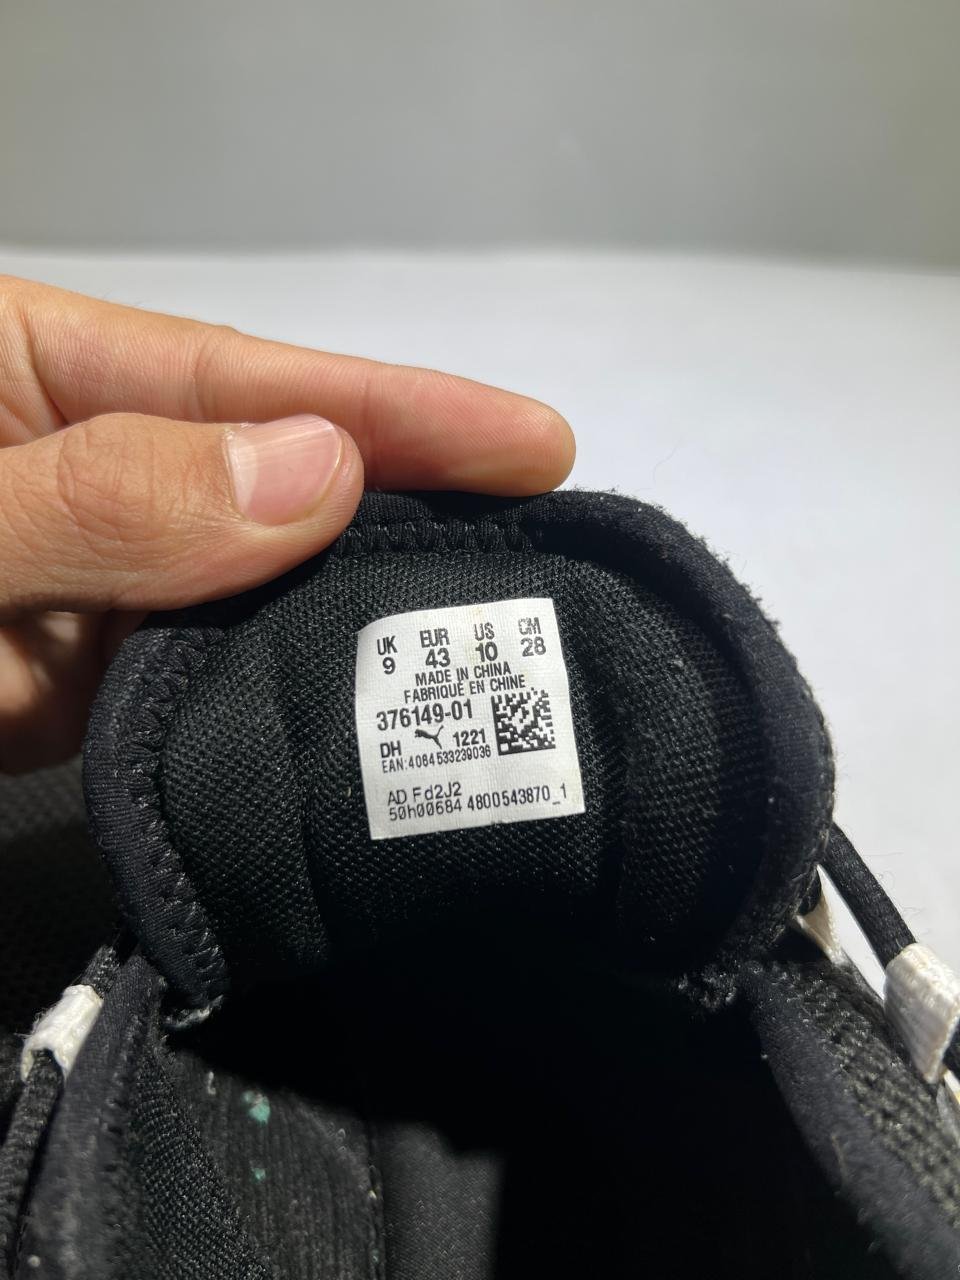 UK EUR US CM
9 43 10 28
MADE IN CHINA
FABRIQUÉ EN CHINE
376149-01
DH 1221
EAN:4064533239036
AD Fd2J2
50h00684 4800543870_1